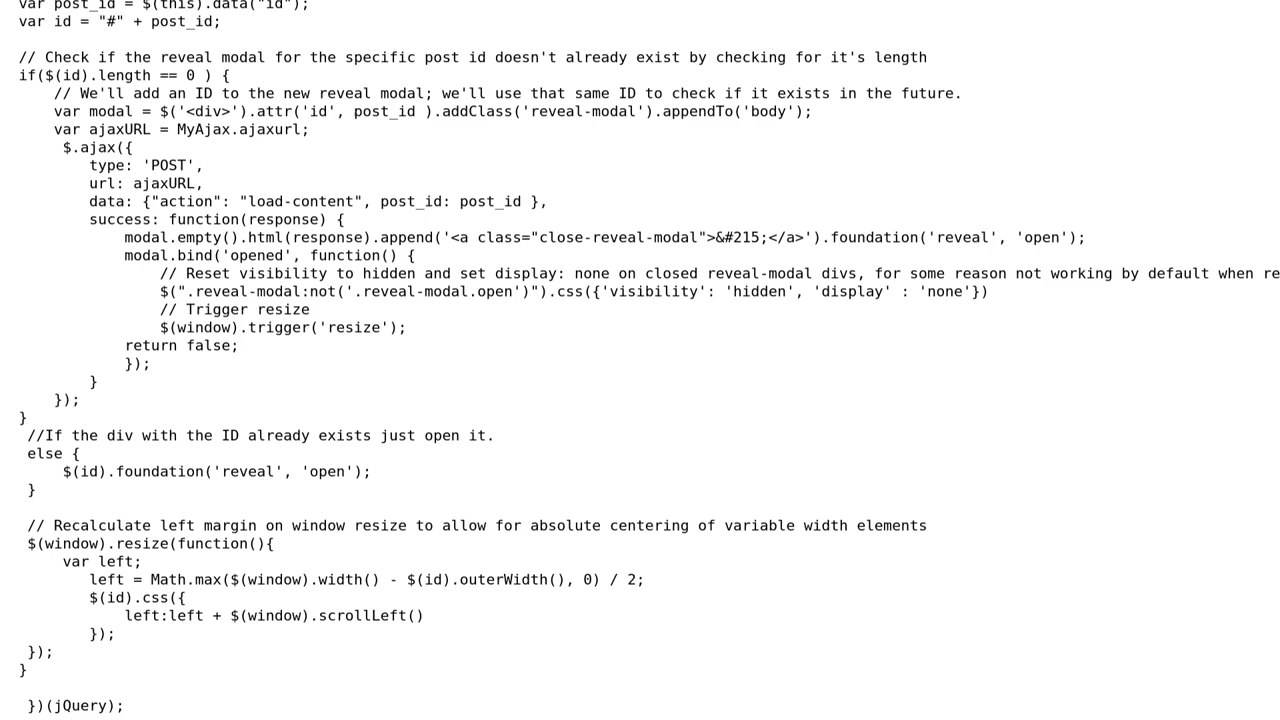 var post_id = $(this).data("id");
var id = "#" + post_id;
// Check if the reveal modal for the specific post id doesn't already exist by checking for it's length
if($(id).length == 0 ) {
// We'll add an ID to the new reveal modal; we'll use that same ID to check if it exists in the future.
var modal = $('<div>').attr('id', post_id ).addClass('reveal-modal').appendTo('body');
var ajaxURL = MyAjax.ajaxurl;
$.ajax({
type: 'POST',
url: ajaxURL,
data: {"action": "load-content", post_id: post_id },
success: function(response) {
modal.empty().html(response).append('<a class="close-reveal-modal">&#215;</a>').foundation('reveal', 'open');
modal.bind('opened', function() {
// Reset visibility to hidden and set display: none on closed reveal-modal divs, for some reason not working by default when re
$(".reveal-modal:not('.reveal-modal.open')").css({'visibility': 'hidden', 'display' : 'none'})
// Trigger resize
$(window).trigger('resize');
return false;
});
}
});
}
//If the div with the ID already exists just open it.
else {
$(id).foundation('reveal', 'open');
}
// Recalculate left margin on window resize to allow for absolute centering of variable width elements
$(window).resize(function(){
var left;
left = Math.max($(window).width() - $(id).outerWidth(), 0) / 2;
$(id).css({
left:left + $(window).scrollLeft()
});
});
}
})(jQuery);